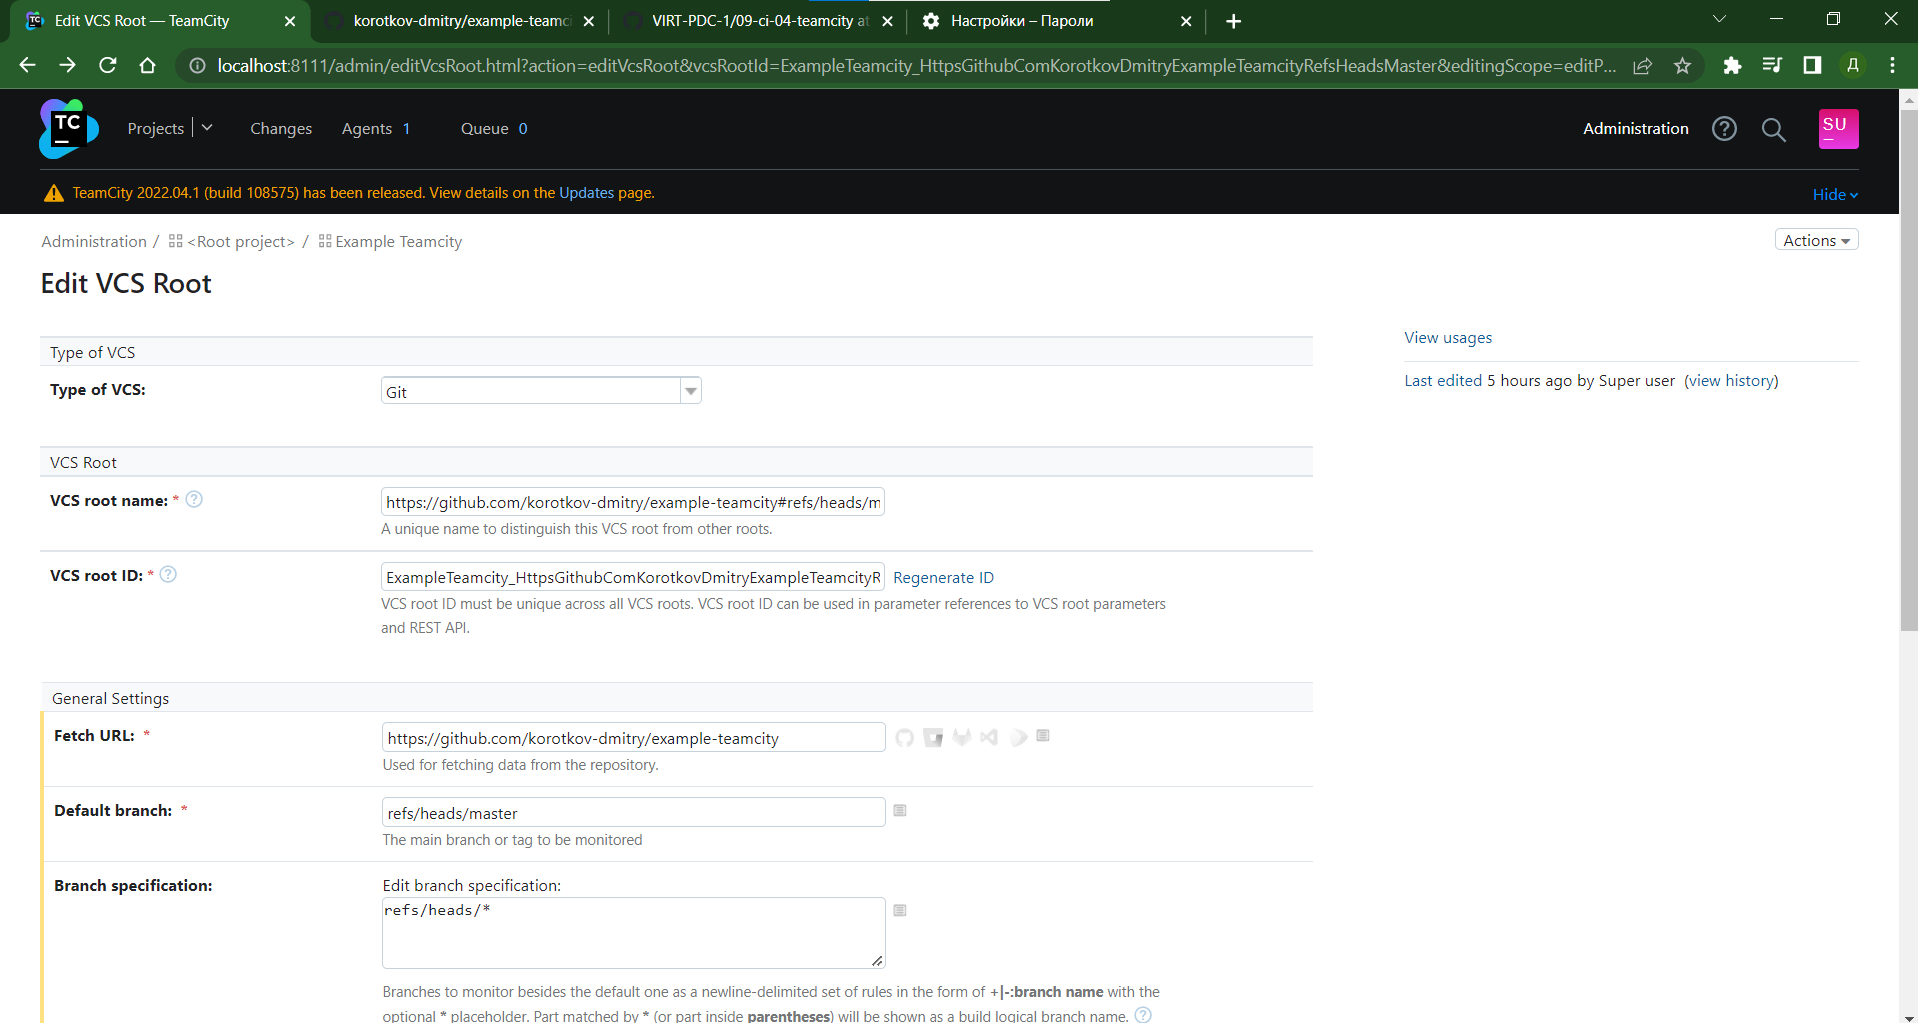 Edit VCS Root — TeamCity
korotkov-dmitry/example-teamci
VIRT-PDC-1/09-ci-04-teamcity at
Настройки – Пароли
localhost:8111/admin/editVcsRoot.html?action=editVcsRoot&vcsRootId=ExampleTeamcity_HttpsGithubComKorotkovDmitryExampleTeamcityRefsHeadsMaster&editingScope=editP...
Д
TC
Projects
Changes
Agents 1
Queue 0
Administration
SU
TeamCity 2022.04.1 (build 108575) has been released. View details on the Updates page.
Hide
Administration / <Root project> / Example Teamcity
Actions
Edit VCS Root
View usages
Last edited 5 hours ago by Super user (view history)
Type of VCS
Type of VCS:
Git
VCS Root
VCS root name: *
https://github.com/korotkov-dmitry/example-teamcity#refs/heads/m
A unique name to distinguish this VCS root from other roots.
VCS root ID: *
ExampleTeamcity_HttpsGithubComKorotkovDmitryExampleTeamcityR
Regenerate ID
VCS root ID must be unique across all VCS roots. VCS root ID can be used in parameter references to VCS root parameters
and REST API.
General Settings
Fetch URL: *
https://github.com/korotkov-dmitry/example-teamcity
Used for fetching data from the repository.
Default branch: *
refs/heads/master
The main branch or tag to be monitored
Branch specification:
Edit branch specification:
refs/heads/*
Branches to monitor besides the default one as a newline-delimited set of rules in the form of +|-:branch name with the
optional * placeholder. Part matched by * (or part inside parentheses) will be shown as a build logical branch name.